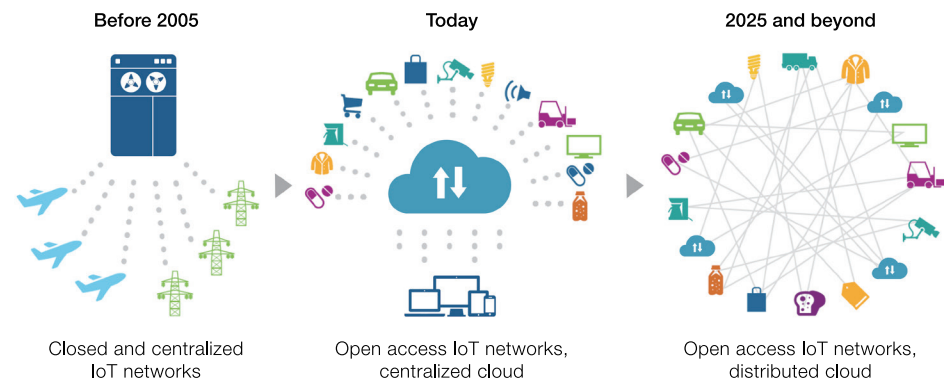 Before 2005
Today
2025 and beyond
Closed and centralized
IoT networks
Open access IoT networks,
centralized cloud
Open access IoT networks,
distributed cloud